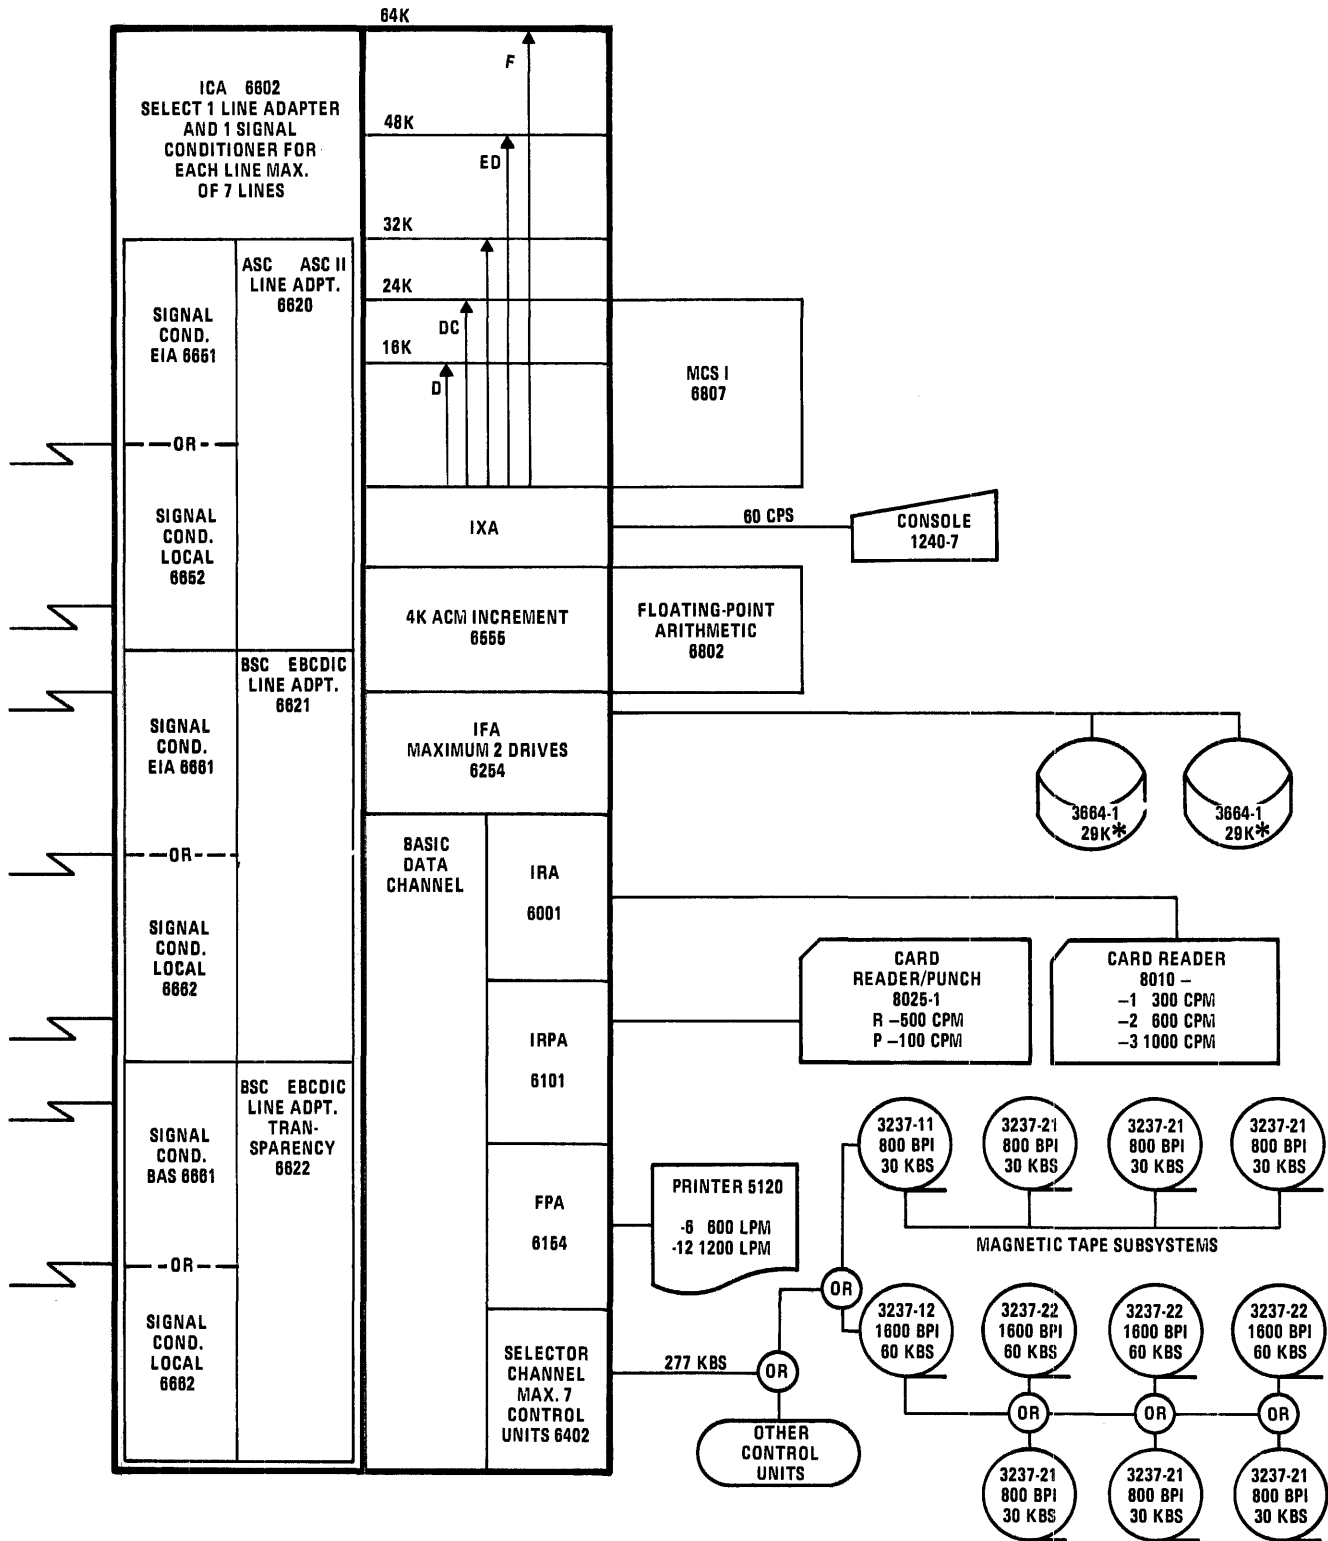 64K
F
ICA 6602
SELECT 1 LINE ADAPTER
AND 1 SIGNAL
CONDITIONER FOR
EACH LINE MAX.
OF 7 LINES
48K
ED
32K
24K
DC
16K
D
SIGNAL
COND.
EIA 6651
OR
SIGNAL
COND.
LOCAL
6652
ASC ASC II
LINE ADPT.
6620
MCS I
6807
IXA
60 CPS
CONSOLE
1240-7
4K ACM INCREMENT
6555
FLOATING-POINT
ARITHMETIC
6802
SIGNAL
COND.
EIA 6661
OR
SIGNAL
COND.
LOCAL
6662
BSC EBCDIC
LINE ADPT.
6621
IFA
MAXIMUM 2 DRIVES
6254
3664-1
29K*
3664-1
29K*
BASIC
DATA
CHANNEL
IRA
6001
CARD
READER/PUNCH
8025-1
R –500 CPM
P –100 CPM
CARD READER
8010 –
–1 300 CPM
–2 600 CPM
–3 1000 CPM
IRPA
6101
SIGNAL
COND.
BAS 6661
OR
SIGNAL
COND.
LOCAL
6662
BSC EBCDIC
LINE ADPT.
TRAN-
SPARENCY
6622
FPA
6154
PRINTER 5120
-6 600 LPM
-12 1200 LPM
3237-11
800 BPI
30 KBS
3237-21
800 BPI
30 KBS
3237-21
800 BPI
30 KBS
3237-21
800 BPI
30 KBS
MAGNETIC TAPE SUBSYSTEMS
OR
3237-12
1600 BPI
60 KBS
3237-22
1600 BPI
60 KBS
3237-22
1600 BPI
60 KBS
3237-22
1600 BPI
60 KBS
SELECTOR
CHANNEL
MAX. 7
CONTROL
UNITS 6402
277 KBS
OR
OTHER
CONTROL
UNITS
OR
OR
OR
3237-21
800 BPI
30 KBS
3237-21
800 BPI
30 KBS
3237-21
800 BPI
30 KBS